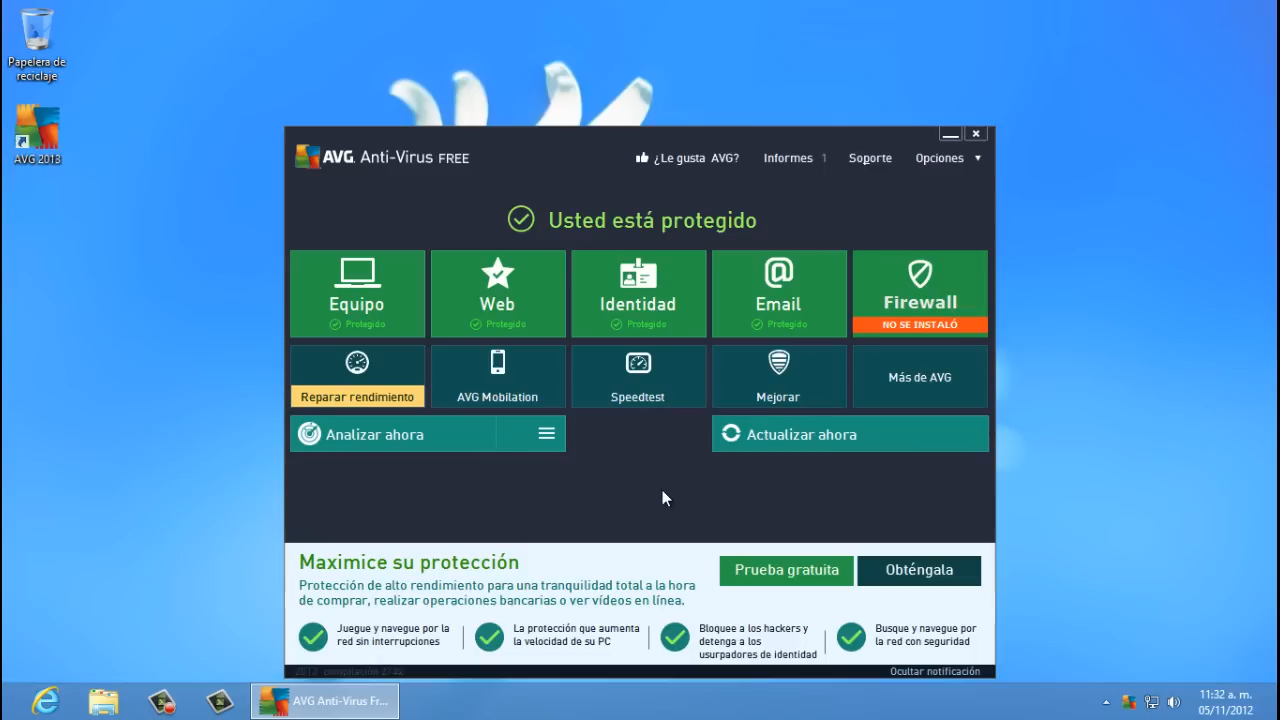 Papelera de
reciclaje
AVG 2013
AVG. Anti-Virus FREE
¿Le gusta AVG?
Informes 1
Soporte
Opciones
Usted está protegido
Equipo
Protegido
Web
Protegido
Identidad
Protegido
Email
Protegido
Firewall
NO SE INSTALÓ
Reparar rendimiento
AVG Mobilation
Speedtest
Mejorar
Más de AVG
Analizar ahora
Actualizar ahora
Maximice su protección
Protección de alto rendimiento para una tranquilidad total a la hora
de comprar, realizar operaciones bancarias o ver vídeos en línea.
Prueba gratuita
Obténgala
Juegue y navegue por la
red sin interrupciones
La protección que aumenta
la velocidad de su PC
Bloquee a los hackers y
detenga a los
usurpadores de identidad
Busque y navegue por
la red con seguridad
Ocultar notificación
AVG Anti-Virus Fr...
11:32 a. m.
05/11/2012